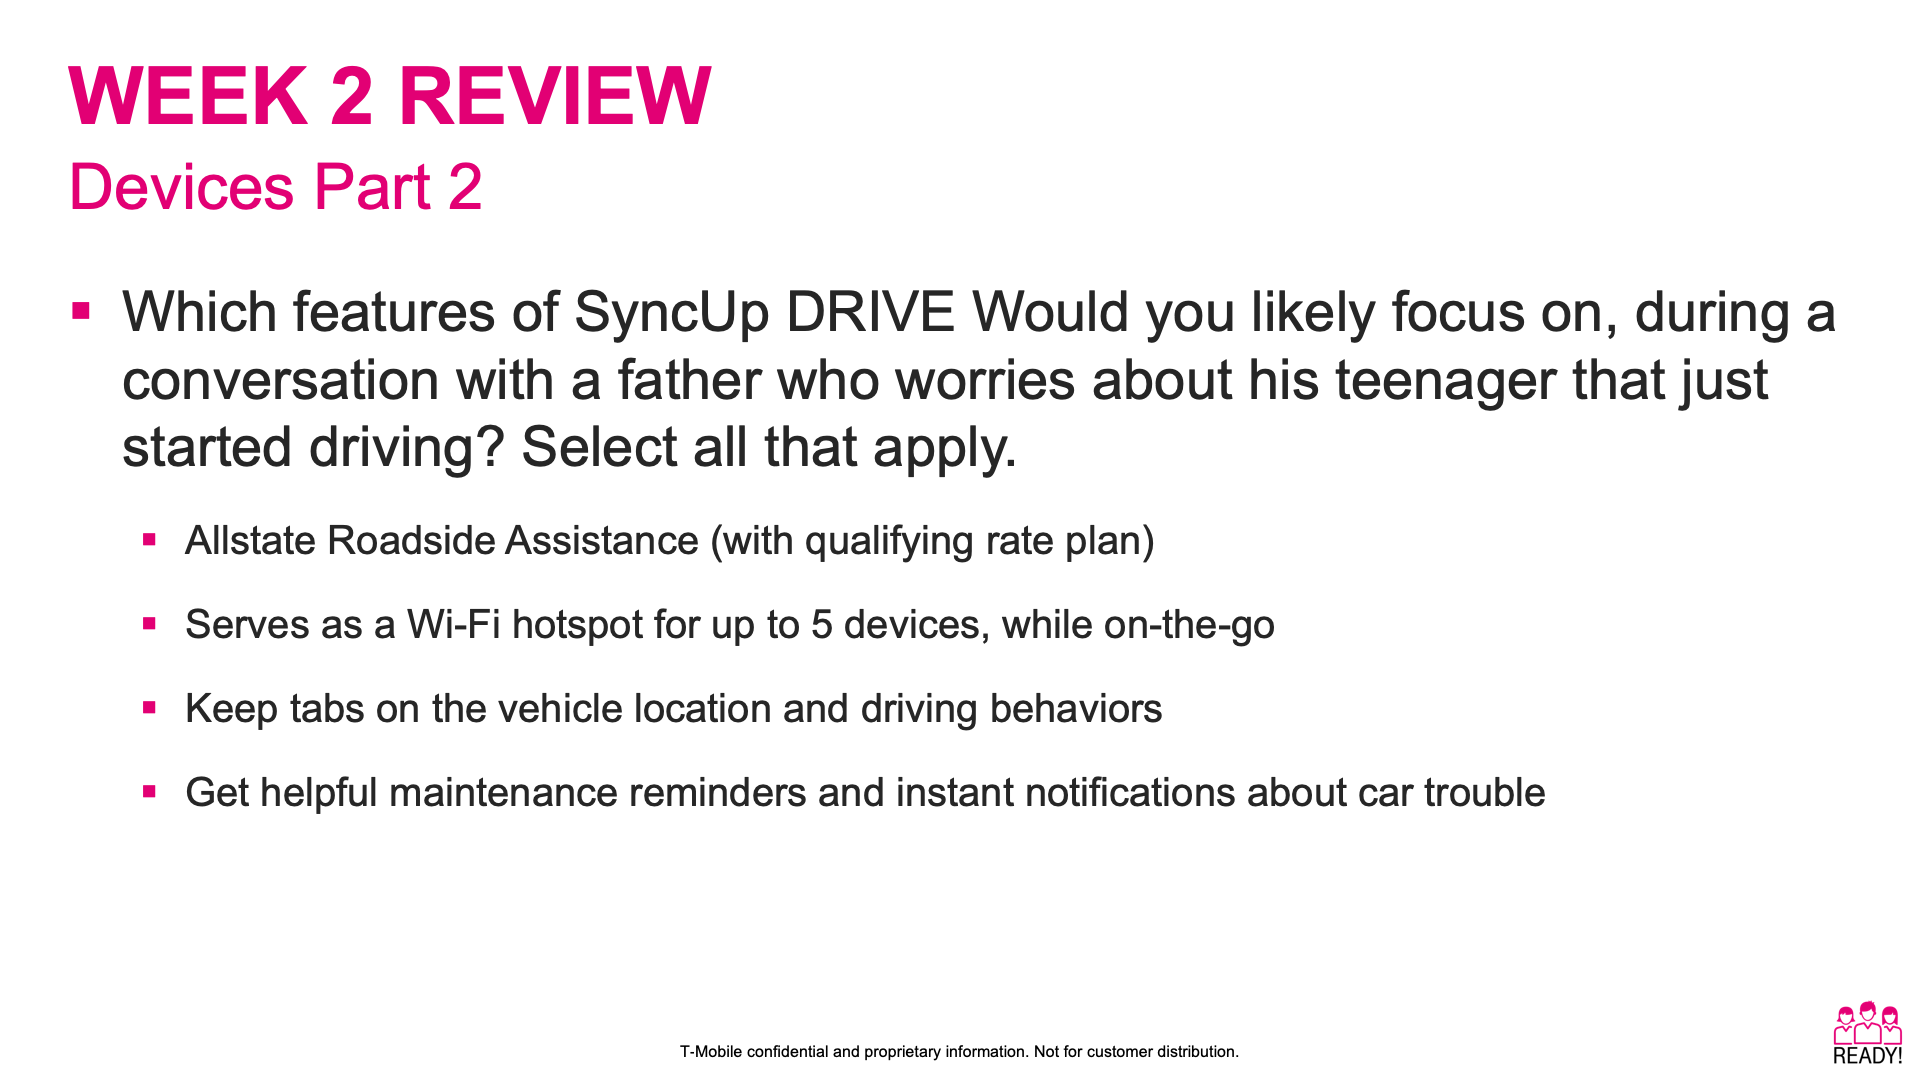 WEEK 2 REVIEW
Devices Part 2
▪ Which features of SyncUp DRIVE Would you likely focus on, during a
conversation with a father who worries about his teenager that just
started driving? Select all that apply.
▪ Allstate Roadside Assistance (with qualifying rate plan)
▪ Serves as a Wi-Fi hotspot for up to 5 devices, while on-the-go
▪ Keep tabs on the vehicle location and driving behaviors
▪ Get helpful maintenance reminders and instant notifications about car trouble
T-Mobile confidential and proprietary information. Not for customer distribution.
READY!